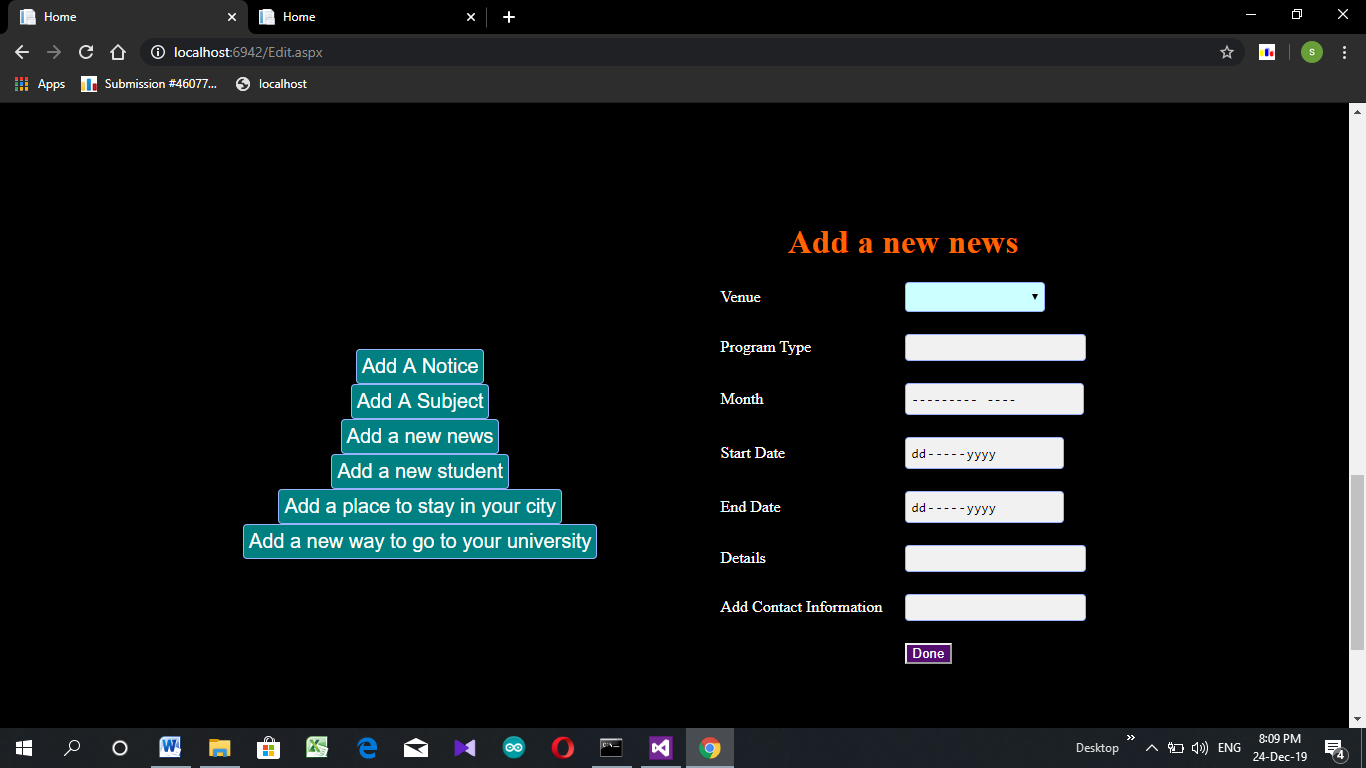 Home
Home
localhost:6942/Edit.aspx
S
Apps
Submission #46077...
localhost
Add a new news
Venue
Program Type
Month
--------- ----
Start Date
dd-----yyyy
End Date
dd-----yyyy
Details
Add Contact Information
Done
Add A Notice
Add A Subject
Add a new news
Add a new student
Add a place to stay in your city
Add a new way to go to your university
Desktop
ENG
8:09 PM
24-Dec-19
4